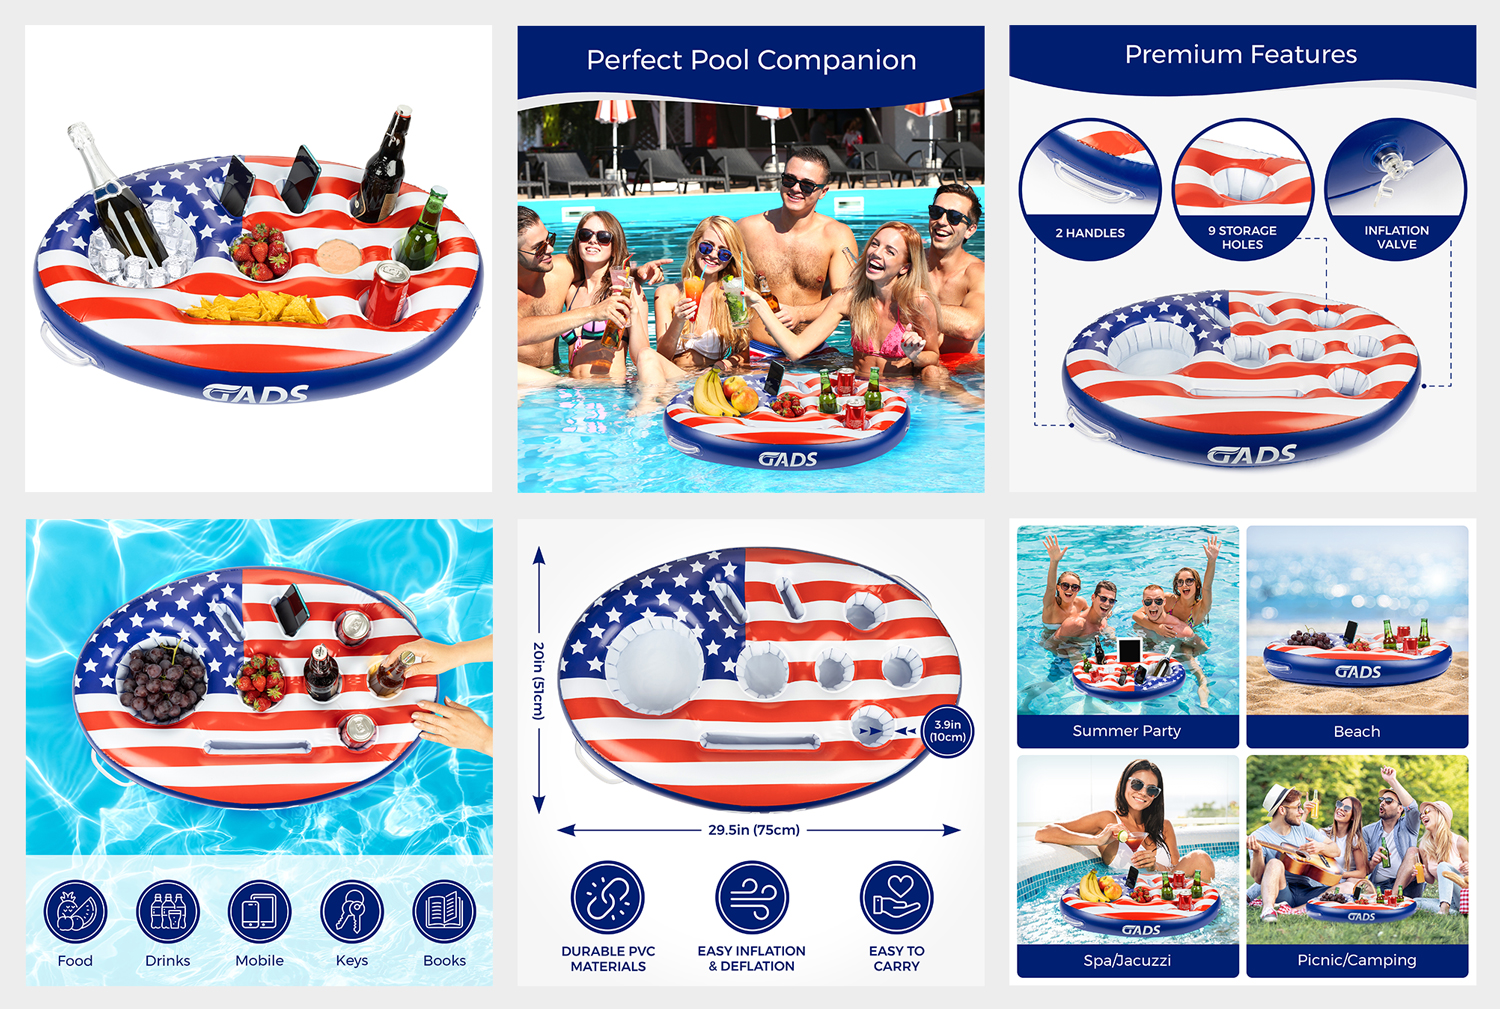 GADS
Perfect Pool Companion
GADS
Premium Features
2 HANDLES
9 STORAGE
HOLES
INFLATION
VALVE
GADS
Food
Drinks
Mobile
Keys
Books
20in (51cm)
3.9in
(10cm)
29.5in (75cm)
DURABLE PVC
MATERIALS
EASY INFLATION
& DEFLATION
EASY TO
CARRY
Summer Party
GADS
Beach
GADS
Spa/Jacuzzi
GADS
Picnic/Camping